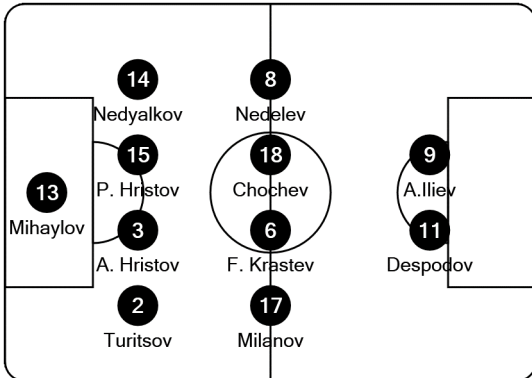 14
Nedyalkov
8
Nedelev
15
P. Hristov
18
Chochev
9
A.Iliev
13
Mihaylov
3
A. Hristov
6
F. Krastev
11
Despodov
2
Turitsov
17
Milanov